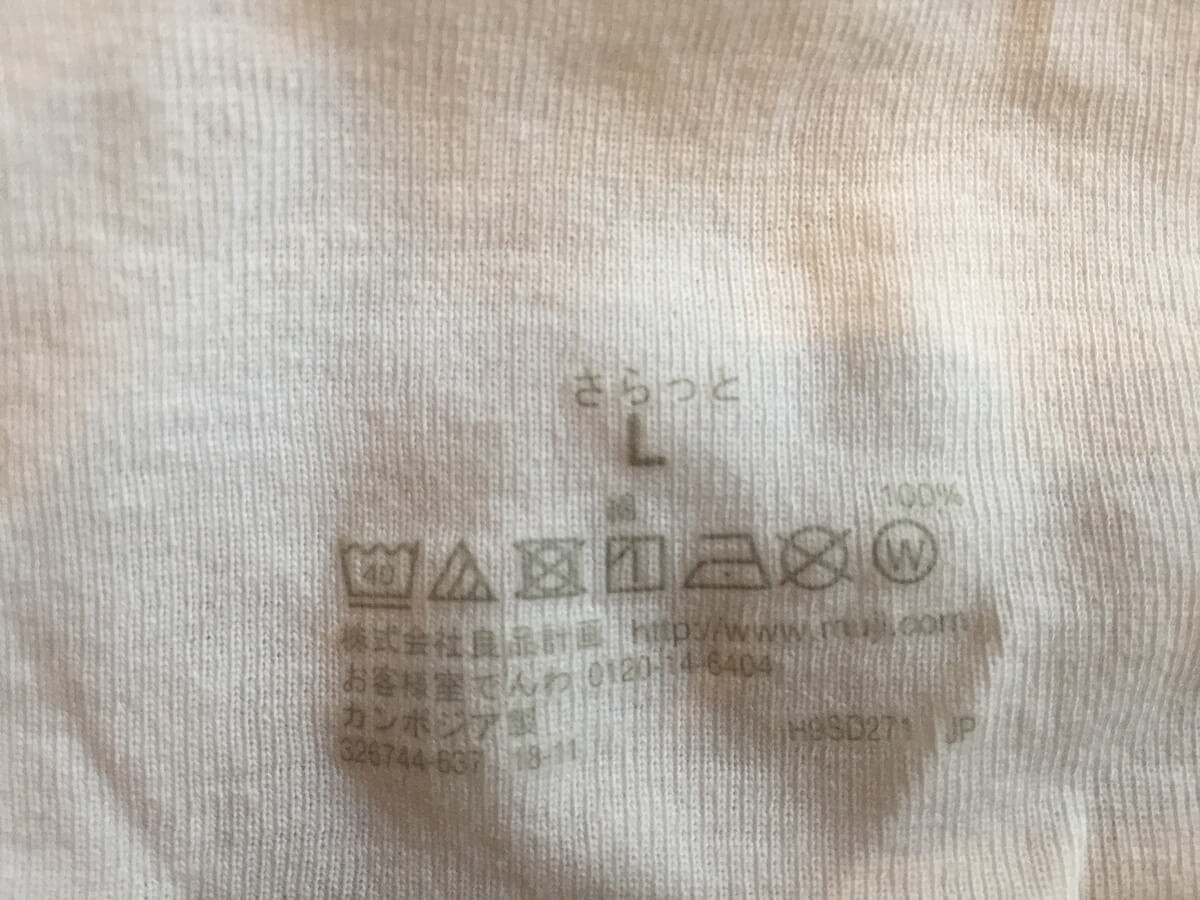 さらっと
L
綿 100%
40 W
株式会社良品計画 http://www.muji.com
お客様室でんわ 0120-14-6404
カンボジア製 H9SD271 JP
326744-637 18-11